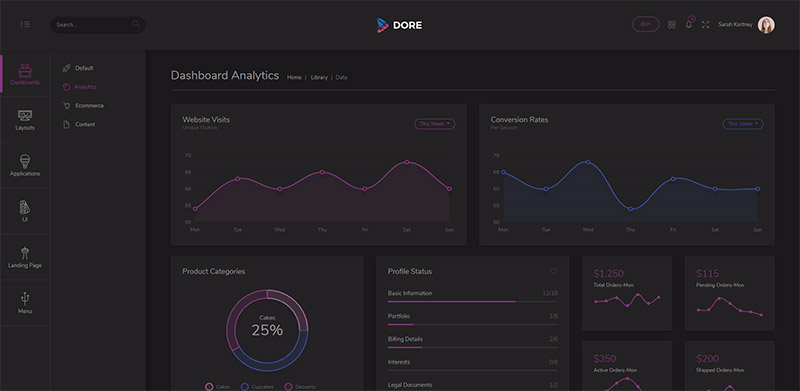 Search...
DORE
BUY
Sarah Kortney
Dashboards
Layouts
Applications
UI
Landing Page
Menu
Default
Analytics
Ecommerce
Content
Dashboard Analytics Home | Library | Data
Website Visits
Unique Visitors
This Week
70
65
60
55
50
Mon Tue Wed Thu Fri Sat Sun
Conversion Rates
Per Session
This Week
70
65
60
55
50
Mon Tue Wed Thu Fri Sat Sun
Product Categories
Cakes
25%
Cakes Cupcakes Desserts
Profile Status
Basic Information 12/18
Portfolio 1/8
Billing Details 2/6
Interests 0/8
Legal Documents 1/2
$1,250
Total Orders-Mon
$115
Pending Orders-Mon
$350
Active Orders-Mon
$200
Shipped Orders-Mon